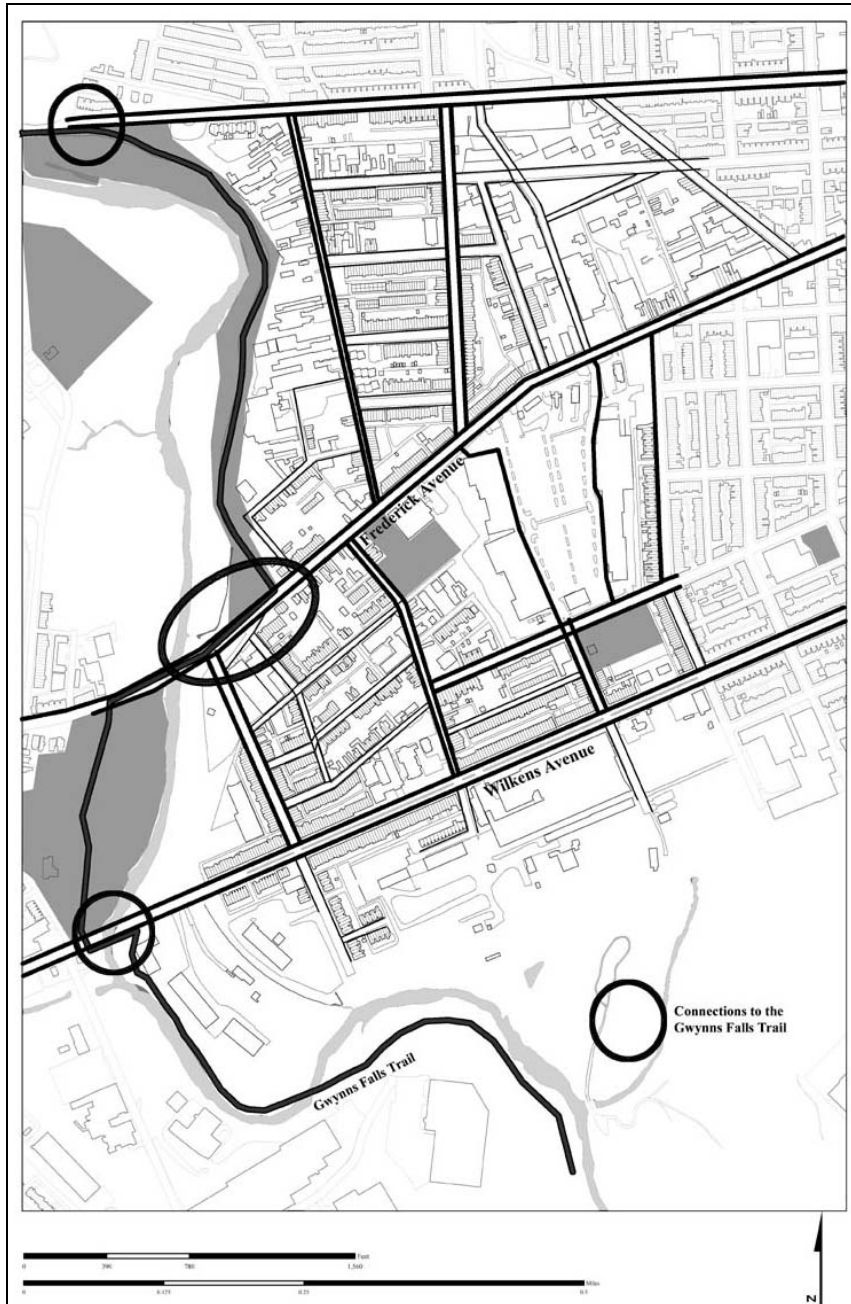 Frederick Avenue
Wilkens Avenue
Connections to the
Gwynns Falls Trail
Gwynns Falls Trail
Feet
0 390 780 1,560
Miles
0 0.125 0.25 0.5
N